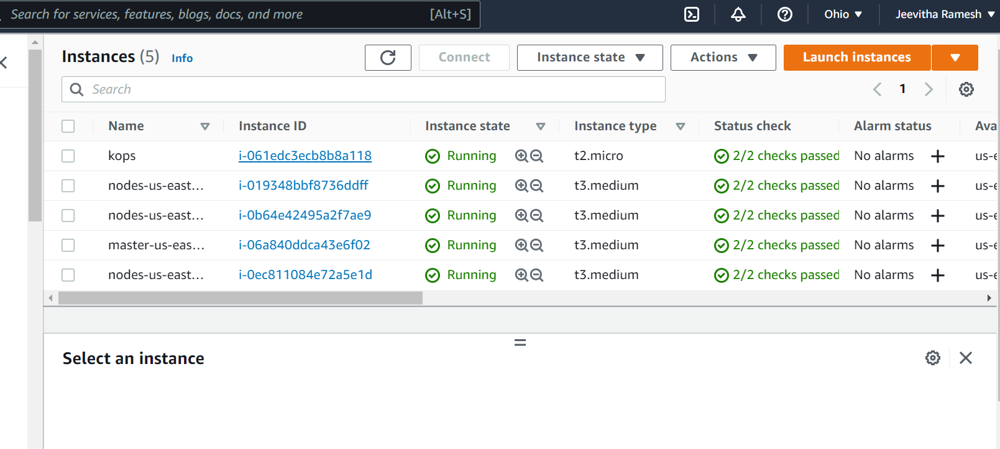 Search for services, features, blogs, docs, and more [Alt+S] Ohio Jeevitha Ramesh
Instances (5) Info Connect Instance state Actions Launch instances
Search 1
Name Instance ID Instance state Instance type Status check Alarm status Ava
kops i-061edc3ecb8b8a118 Running t2.micro 2/2 checks passed No alarms us-e
nodes-us-east... i-019348bbf8736ddff Running t3.medium 2/2 checks passed No alarms us-e
nodes-us-east... i-0b64e42495a2f7ae9 Running t3.medium 2/2 checks passed No alarms us-e
master-us-eas... i-06a840ddca43e6f02 Running t3.medium 2/2 checks passed No alarms us-e
nodes-us-east... i-0ec811084e72a5e1d Running t3.medium 2/2 checks passed No alarms us-e
Select an instance